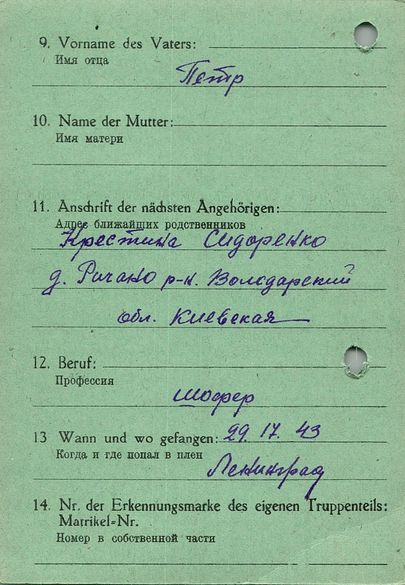 9. Vorname des Vaters:
Имя отца
Петр
10. Name der Mutter:
Имя матери
11. Anschrift der nächsten Angehörigen:
Адрес ближайших родственников
Крестина Сидоренко
д. Ричано р-н. Володарский
обл. Киевская
12. Beruf:
Профессия
шофер
13 Wann und wo gefangen: 29. 17. 43
Когда и где попал в плен
Ленинград
14. Nr. der Erkennungsmarke des eigenen Truppenteils:
Matrikel=Nr.
Номер в собственной части